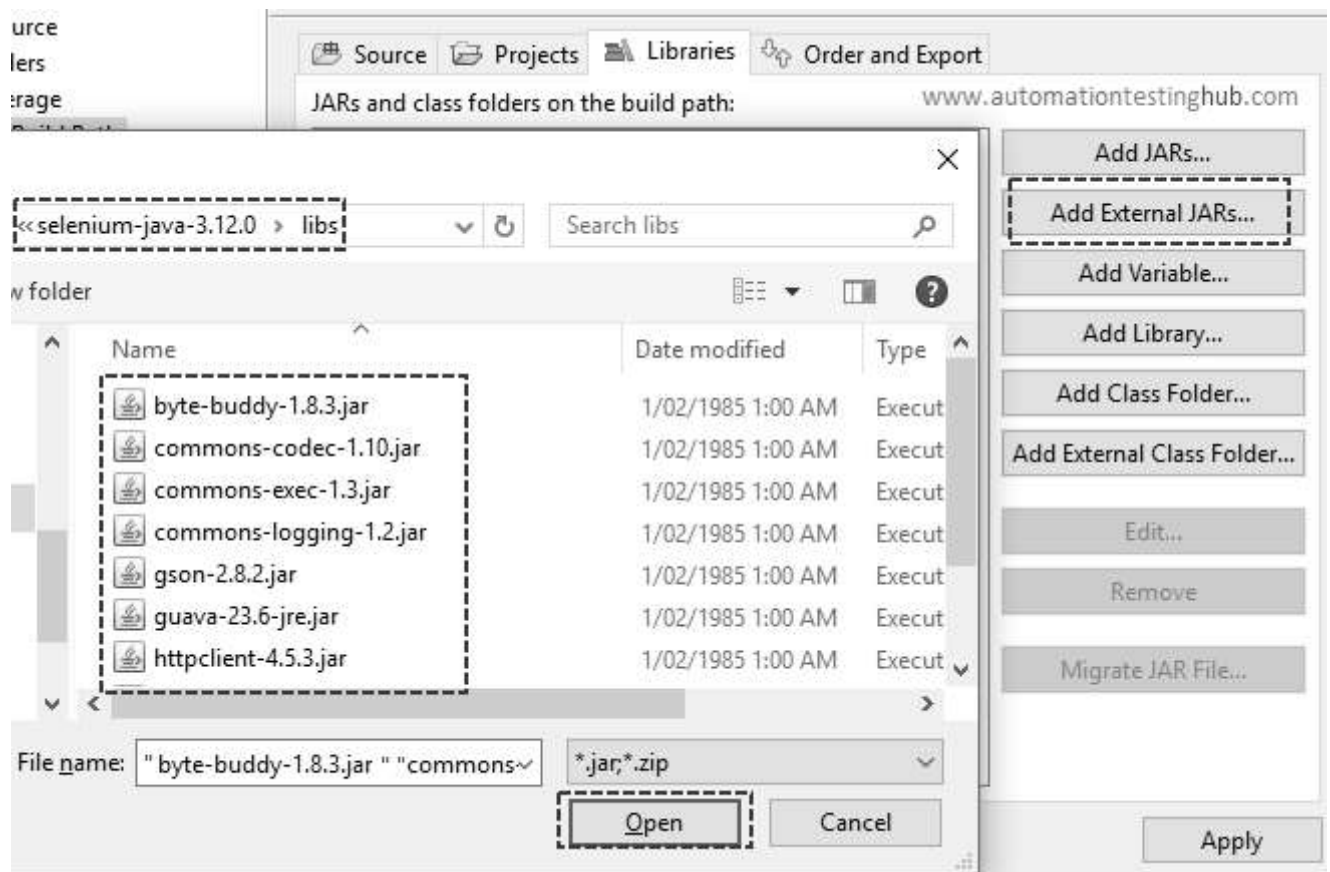 urce
ders
erage
Source Projects Libraries Order and Export
JARs and class folders on the build path:
www.automationtestinghub.com
Add JARs...
Add External JARs...
Add Variable...
Add Library...
Add Class Folder...
Add External Class Folder...
Edit...
Remove
Migrate JAR File...
Apply
« selenium-java-3.12.0 > libs
Search libs
w folder
Name Date modified Type
byte-buddy-1.8.3.jar 1/02/1985 1:00 AM Execut
commons-codec-1.10.jar 1/02/1985 1:00 AM Execut
commons-exec-1.3.jar 1/02/1985 1:00 AM Execut
commons-logging-1.2.jar 1/02/1985 1:00 AM Execut
gson-2.8.2.jar 1/02/1985 1:00 AM Execut
guava-23.6-jre.jar 1/02/1985 1:00 AM Execut
httpclient-4.5.3.jar 1/02/1985 1:00 AM Execut
File name: " byte-buddy-1.8.3.jar " "commons
*.jar;*.zip
Open Cancel